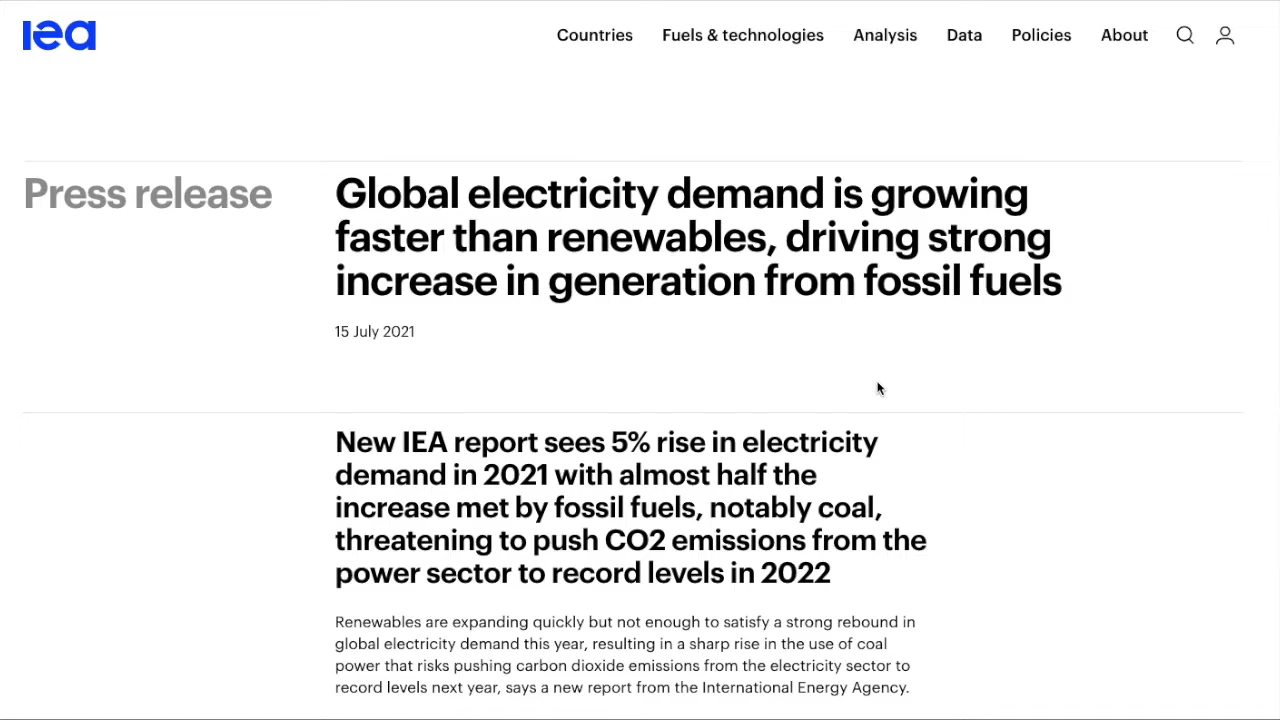 iea
Countries
Fuels & technologies
Analysis
Data
Policies
About
Press release
Global electricity demand is growing
faster than renewables, driving strong
increase in generation from fossil fuels
15 July 2021
New IEA report sees 5% rise in electricity
demand in 2021 with almost half the
increase met by fossil fuels, notably coal,
threatening to push CO2 emissions from the
power sector to record levels in 2022
Renewables are expanding quickly but not enough to satisfy a strong rebound in
global electricity demand this year, resulting in a sharp rise in the use of coal
power that risks pushing carbon dioxide emissions from the electricity sector to
record levels next year, says a new report from the International Energy Agency.